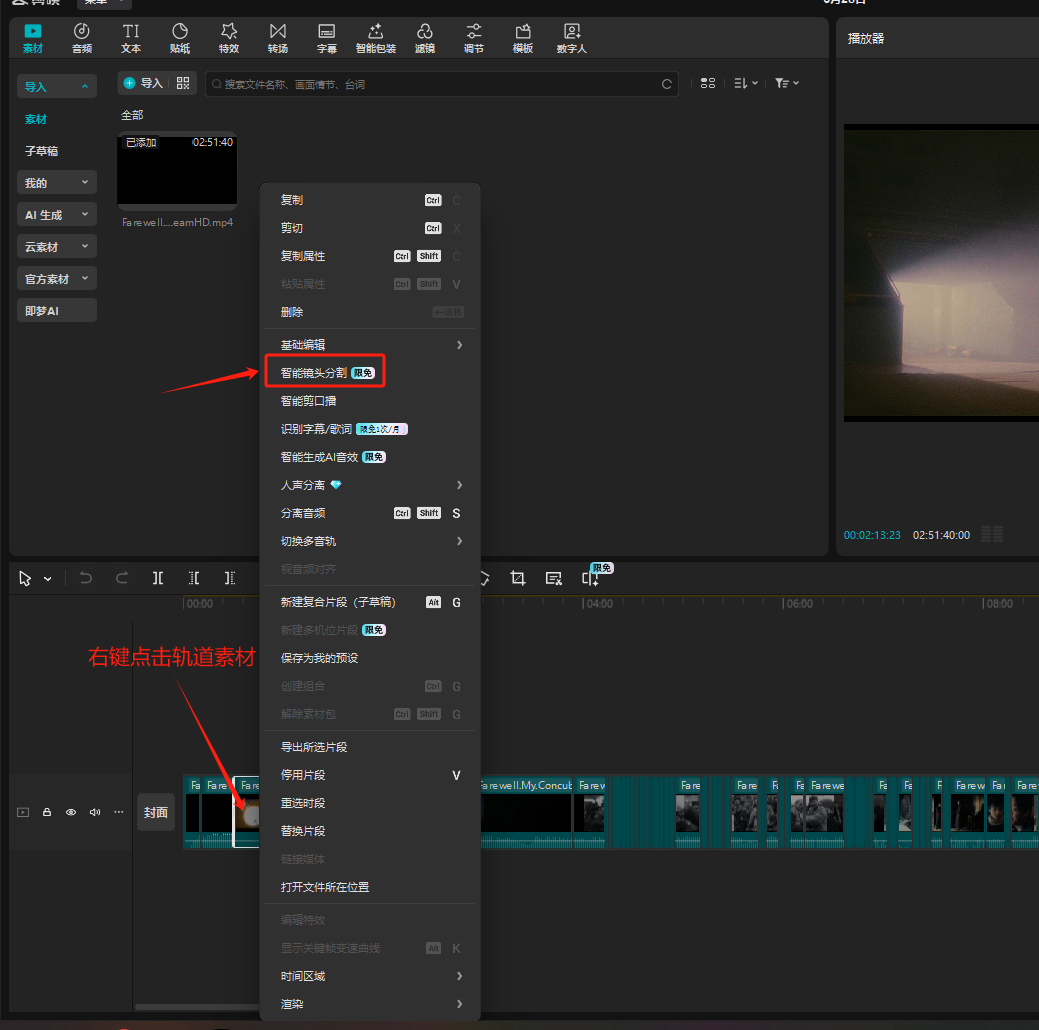 菜单
素材
音频
文本
贴纸
特效
转场
字幕
智能包装
滤镜
调节
模板
数字人
播放器
导入
导入
搜索文件名称、画面情节、台词
素材
全部
子草稿
已添加
02:51:40
我的
AI 生成
Farewell....eamHD.mp4
云素材
官方素材
即梦AI
复制 Ctrl C
剪切 Ctrl X
复制属性 Ctrl Shift C
粘贴属性 Ctrl Shift V
删除
基础编辑
智能镜头分割 限免
智能剪口播
识别字幕/歌词 限免1次/月
智能生成AI音效 限免
人声分离
分离音频 Ctrl Shift S
切换多音轨
视音频对齐
新建复合片段（子草稿） Alt G
新建多机位片段 限免
保存为我的预设
创建组合 Ctrl G
解除素材包 Ctrl Shift G
导出所选片段
停用片段 V
重选时段
替换片段
链接媒体
打开文件所在位置
编辑特效
显示关键帧变速曲线 Alt K
时间区域
渲染
00:02:13:23
02:51:40:00
限免
00:00
04:00
06:00
08:00
右键点击轨道素材
封面
Fa
Fare
Fare
Farewell.My.Concub
Farew
Fare
Fare
F
Fa
Farewe
Fa
Fa
F
Farew
Fa
Fare